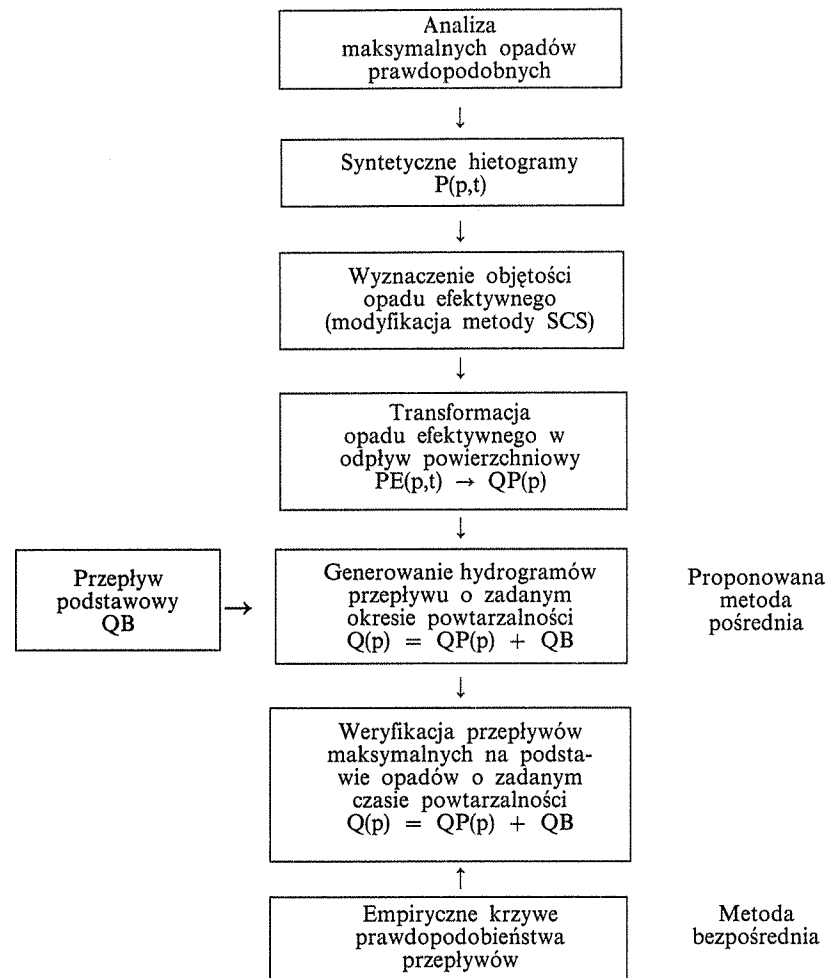 Analiza
maksymalnych opadów
prawdopodobnych
↓
Syntetyczne hietogramy
P(p,t)
↓
Wyznaczenie objętości
opadu efektywnego
(modyfikacja metody SCS)
↓
Transformacja
opadu efektywnego w
odpływ powierzchniowy
PE(p,t) → QP(p)
↓
Przepływ
podstawowy
QB
→
Generowanie hydrogramów
przepływu o zadanym
okresie powtarzalności
Q(p) = QP(p) + QB
Proponowana
metoda
pośrednia
↓
Weryfikacja przepływów
maksymalnych na podsta-
wie opadów o zadanym
czasie powtarzalności
Q(p) = QP(p) + QB
↑
Empiryczne krzywe
prawdopodobieństwa
przepływów
Metoda
bezpośrednia